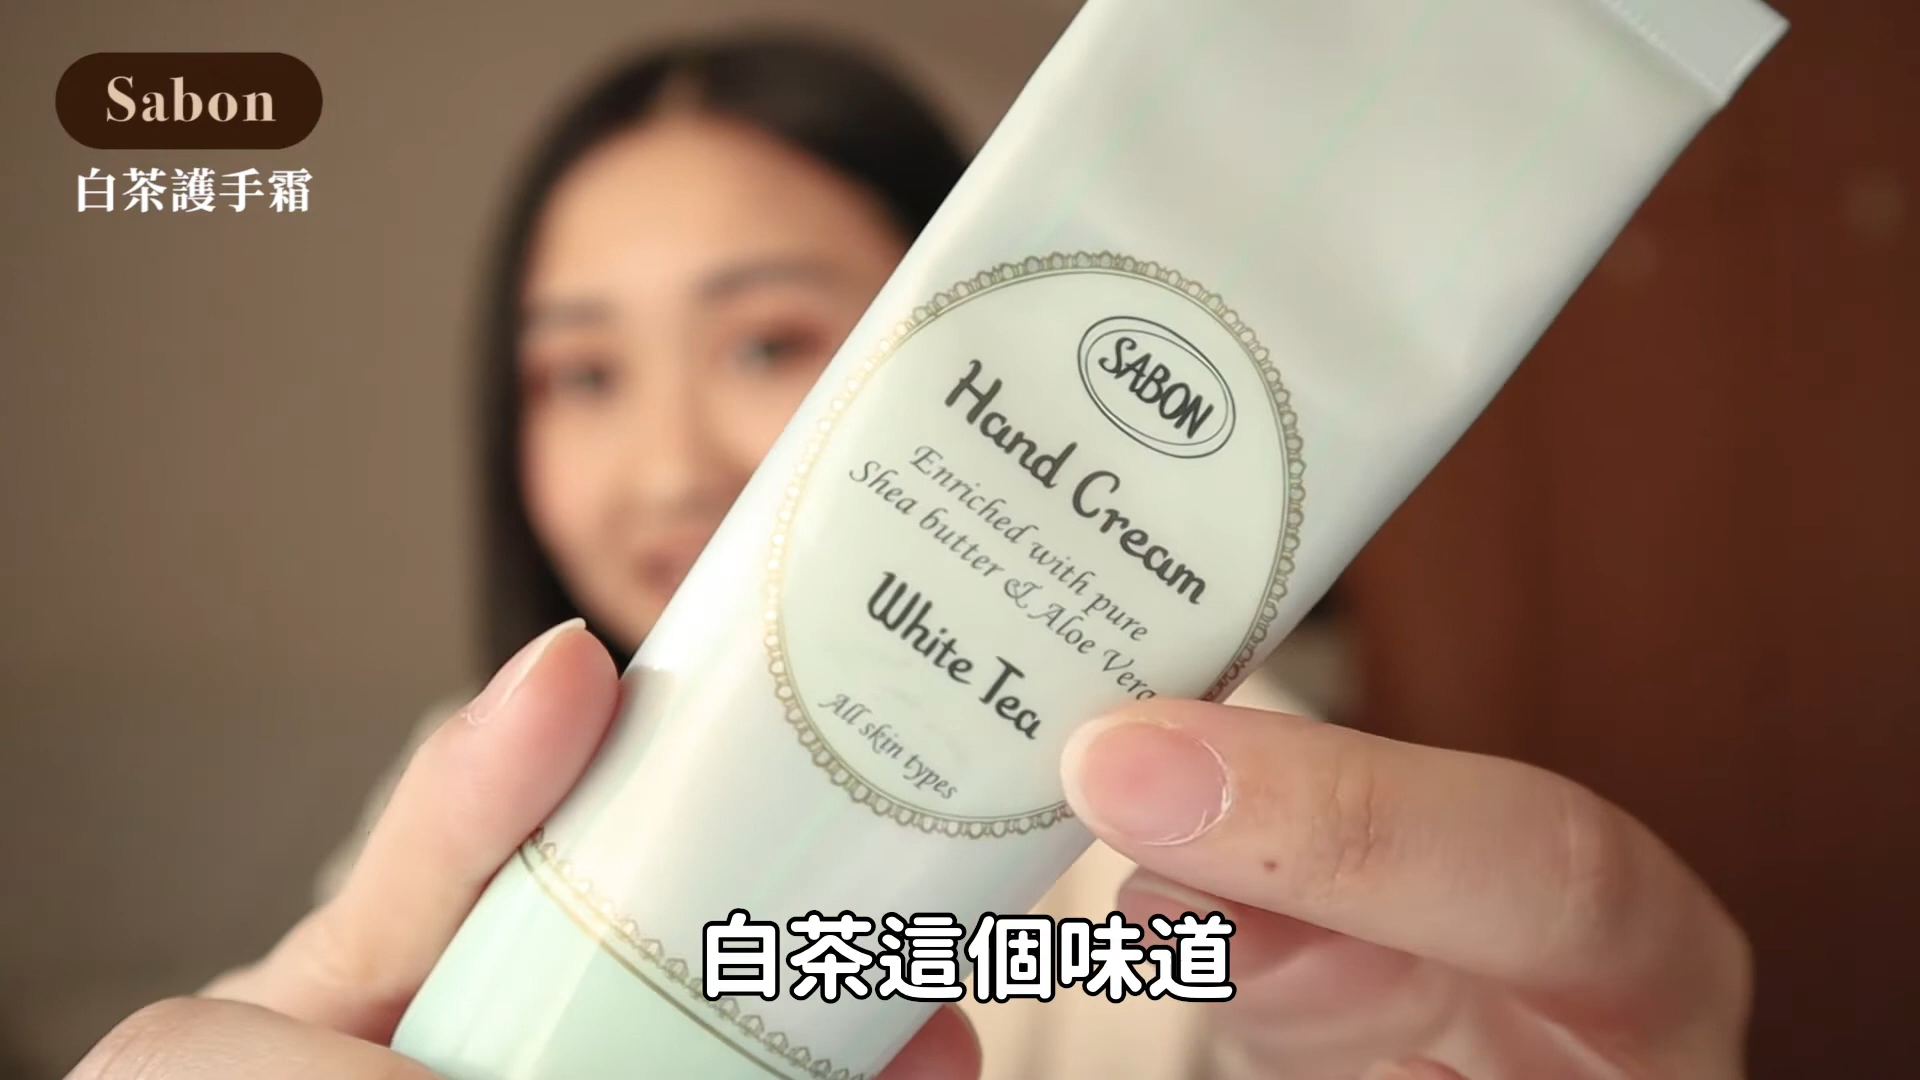 Sabon
白茶護手霜
SABON
Hand Cream
Enriched with pure
Shea butter & Aloe Vera
White Tea
All skin types
白茶這個味道